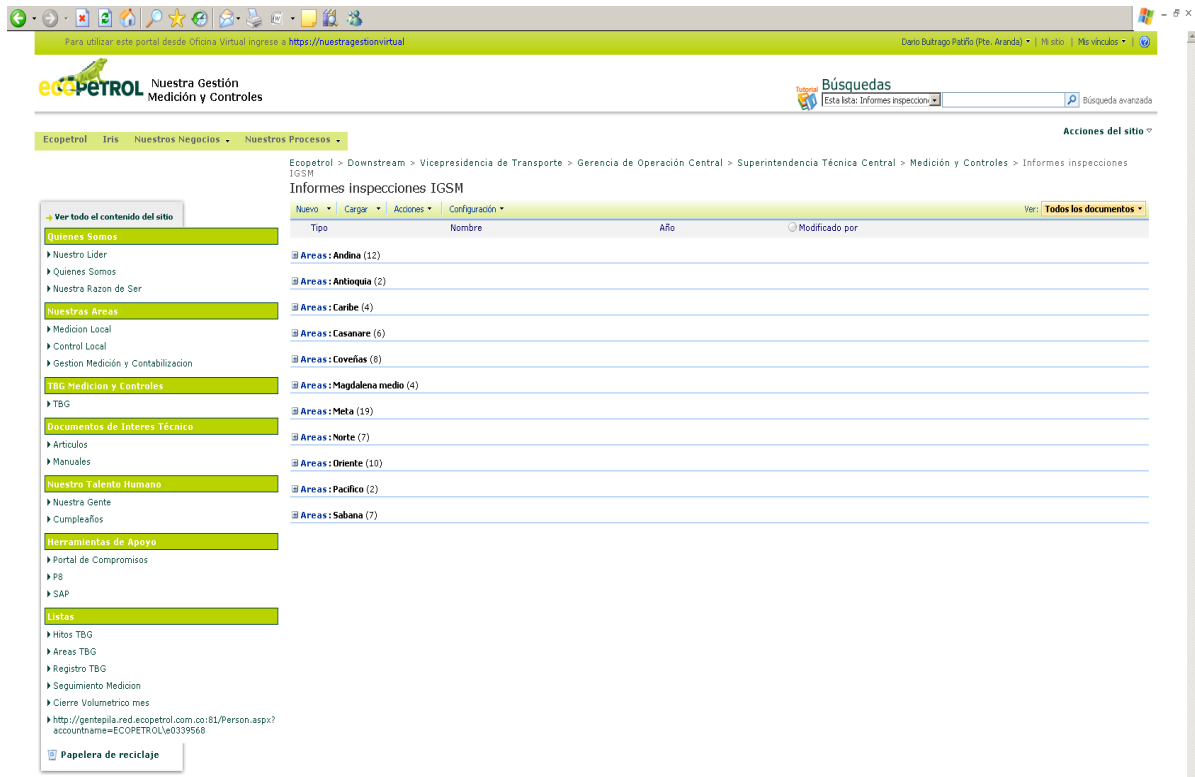 Para utilizar este portal desde Oficina Virtual ingrese a https://nuestragestionvirtual
Dario Buitrago Patiño (Pte. Aranda) | Mi sitio | Mis vínculos |
ecopetrol
Nuestra Gestión
Medición y Controles
Tutorial
Búsquedas
Esta lista: Informes inspeccion
Búsqueda avanzada
Ecopetrol Iris Nuestros Negocios Nuestros Procesos
Acciones del sitio
Ecopetrol > Downstream > Vicepresidencia de Transporte > Gerencia de Operación Central > Superintendencia Técnica Central > Medición y Controles > Informes inspecciones
IGSM
Informes inspecciones IGSM
Nuevo Cargar Acciones Configuración
Ver: Todos los documentos
Tipo Nombre Año Modificado por
Areas : Andina (12)
Areas : Antioquia (2)
Areas : Caribe (4)
Areas : Casanare (6)
Areas : Coveñas (8)
Areas : Magdalena medio (4)
Areas : Meta (19)
Areas : Norte (7)
Areas : Oriente (10)
Areas : Pacifico (2)
Areas : Sabana (7)
Ver todo el contenido del sitio
Quienes Somos
Nuestro Lider
Quienes Somos
Nuestra Razon de Ser
Nuestras Areas
Medicion Local
Control Local
Gestion Medición y Contabilizacion
TBG Medicion y Controles
TBG
Documentos de Interes Técnico
Articulos
Manuales
Nuestro Talento Humano
Nuestra Gente
Cumpleaños
Herramientas de Apoyo
Portal de Compromisos
P8
SAP
Listas
Hitos TBG
Areas TBG
Registro TBG
Seguimiento Medicion
Cierre Volumetrico mes
http://gentepila.red.ecopetrol.com.co:81/Person.aspx?
accountname=ECOPETROL\e0339568
Papelera de reciclaje